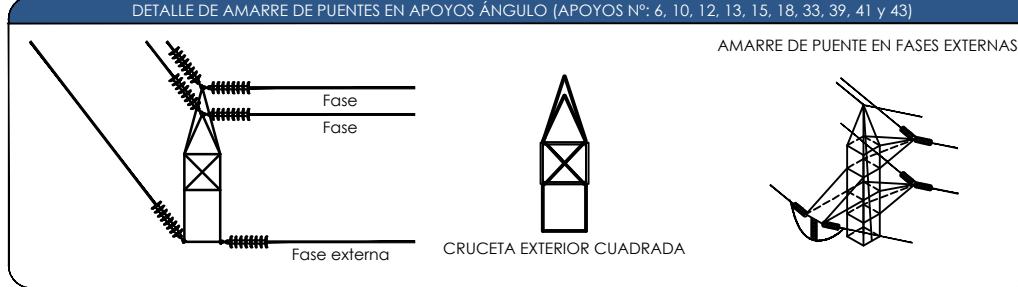 DETALLE DE AMARRE DE PUENTES EN APOYOS ÁNGULO (APOYOS Nº: 6, 10, 12, 13, 15, 18, 33, 39, 41 y 43)
AMARRE DE PUENTE EN FASES EXTERNAS
Fase
Fase
Fase externa
CRUCETA EXTERIOR CUADRADA